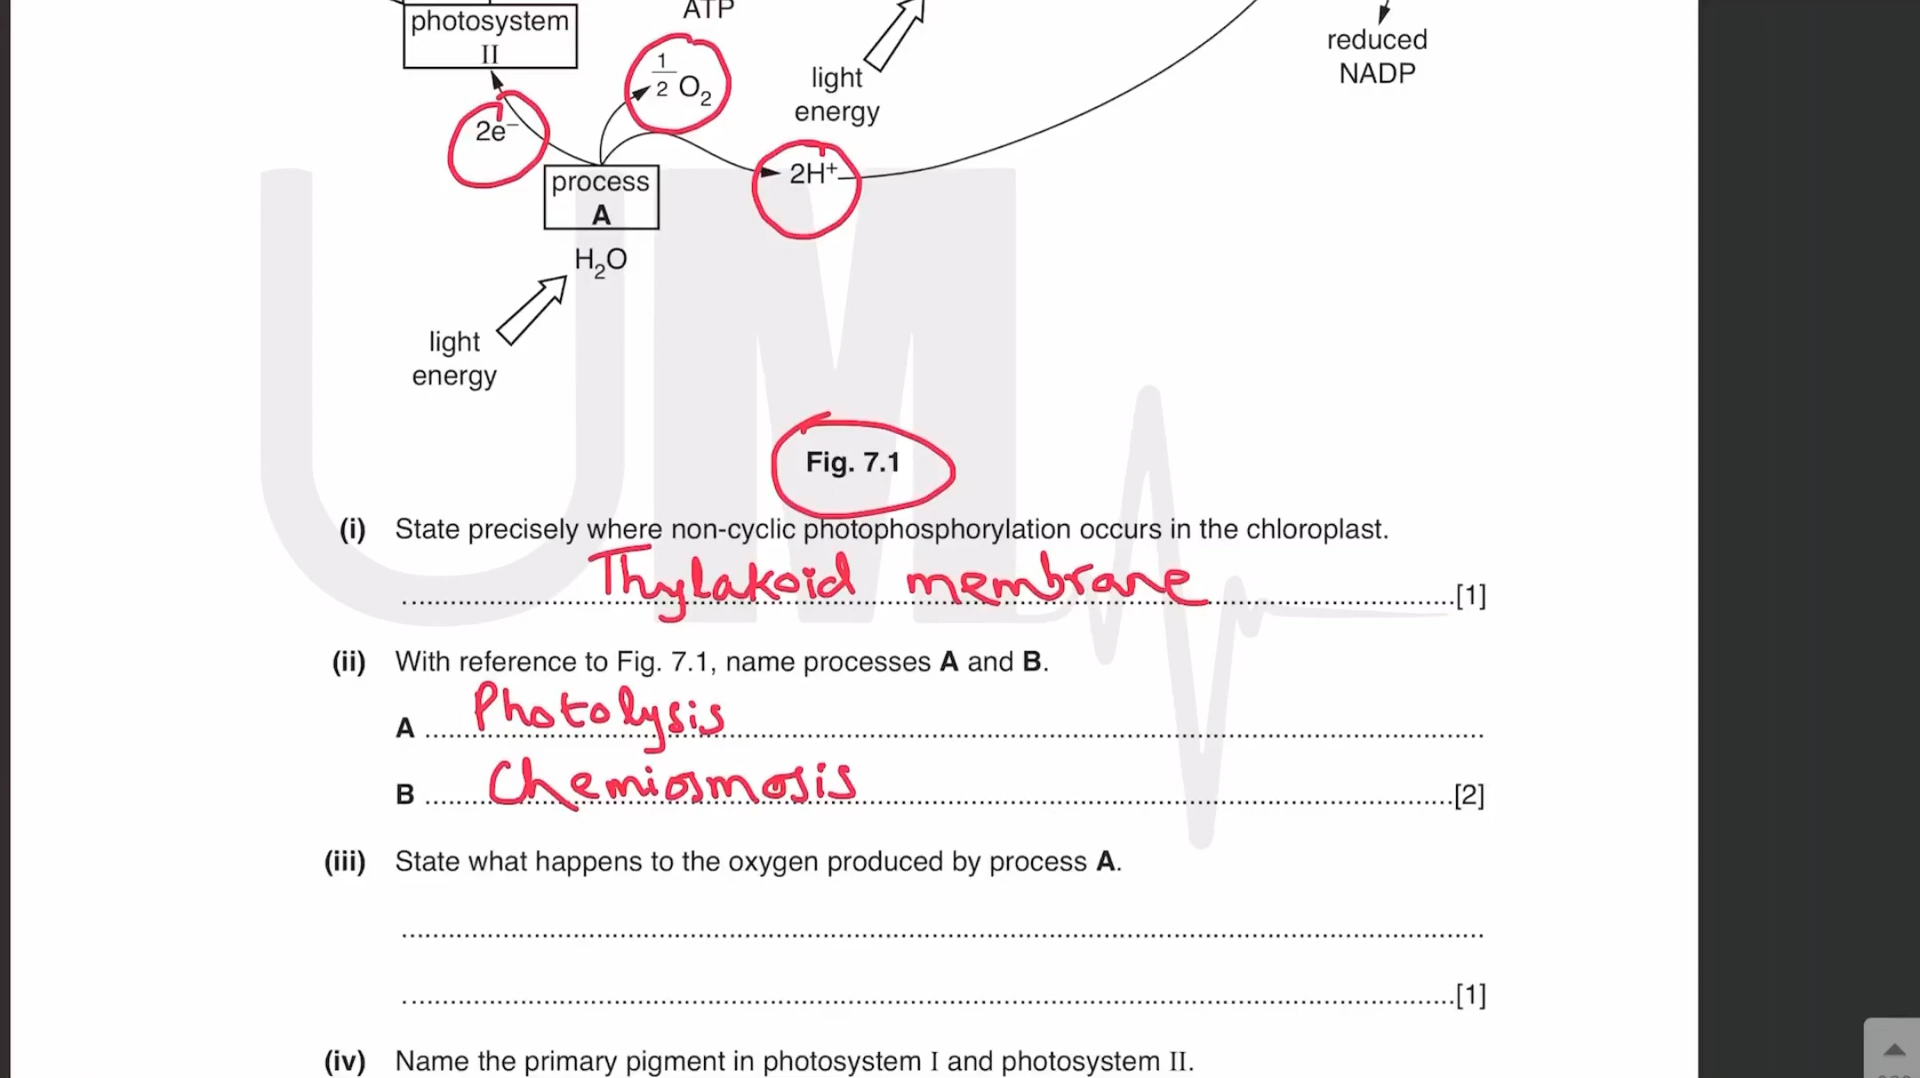 ATP
photosystem
II
1/2 O2
light
energy
reduced
NADP
2e-
2H+
process
A
H2O
light
energy
Fig. 7.1
(i) State precisely where non-cyclic photophosphorylation occurs in the chloroplast.
Thylakoid membrane [1]
(ii) With reference to Fig. 7.1, name processes A and B.
A Photolysis
B Chemiosmosis [2]
(iii) State what happens to the oxygen produced by process A.
[1]
(iv) Name the primary pigment in photosystem I and photosystem II.